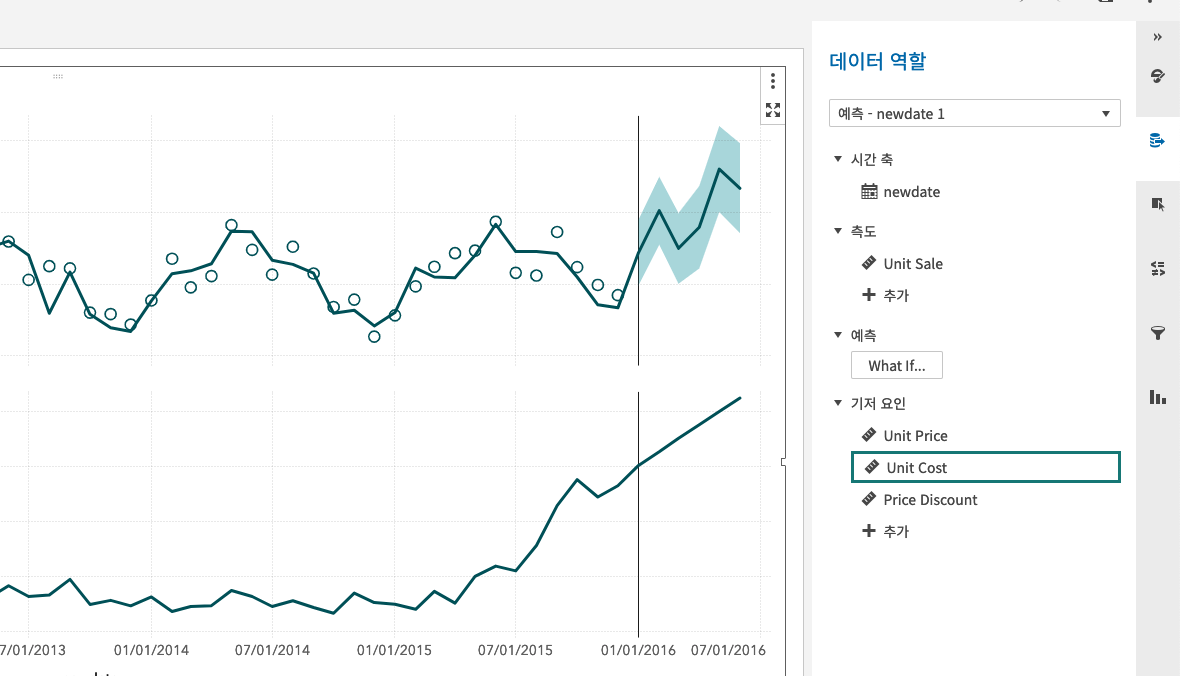 데이터 역할
예측 - newdate 1
시간 축
newdate
측도
Unit Sale
추가
예측
What If...
기저 요인
Unit Price
Unit Cost
Price Discount
추가
7/01/2013 01/01/2014 07/01/2014 01/01/2015 07/01/2015 01/01/2016 07/01/2016